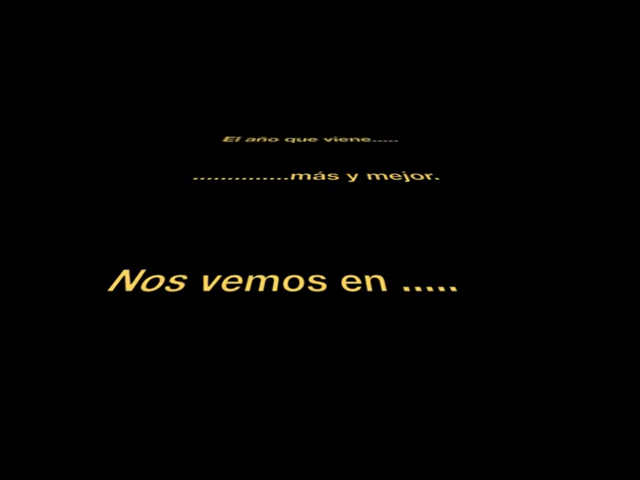 El año que viene.....
..............más y mejor.
Nos vemos en .....